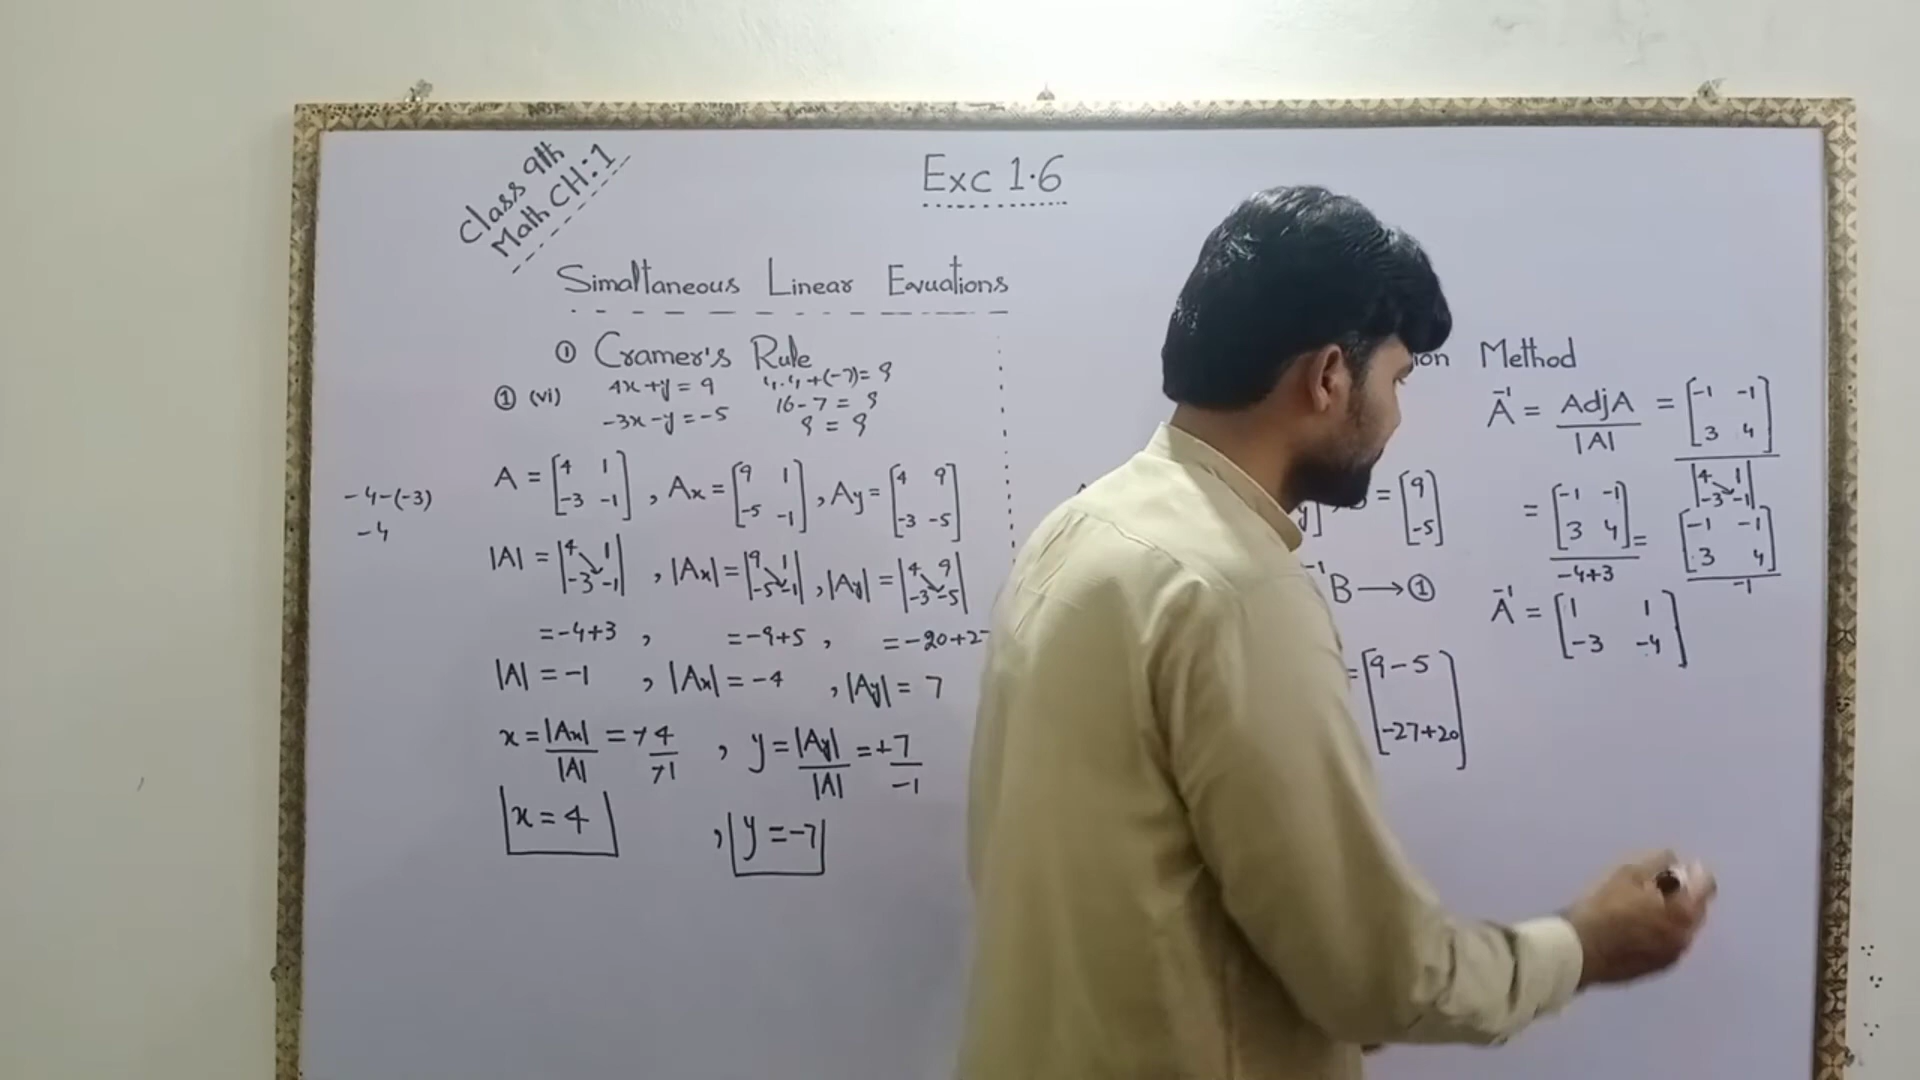 Class 9th
Math CH:1
Exc 1.6
Simaltaneous Linear Equations
① Cramer's Rule
① (vi) 4x+y=9
-3x-y=-5
4.4+(-7)=9
16-7=9
9=9
A = [4 1 -3 -1] , Ax = [9 1 -5 -1] , Ay = [4 9 -3 -5]
-4-(-3)
-4
|A| = |4 1 -3 -1| , |Ax| = |9 1 -5 -1| , |Ay| = |4 9 -3 -5|
=-4+3 , =-9+5 , =-20+27
|A| = -1 , |Ax| = -4 , |Ay| = 7
x = |Ax| / |A| = -4 / -1 , y = |Ay| / |A| = +7 / -1
x = 4 , y = -7
Method
A⁻¹ = AdjA / |A| = [-1 -1 3 4] / |4 1 -3 -1|
= [9 -5]
= [-1 -1 3 4] / -4+3 = [-1 -1 3 4] / -1
B → ①
A⁻¹ = [1 1 -3 -4]
= [9-5 -27+20]